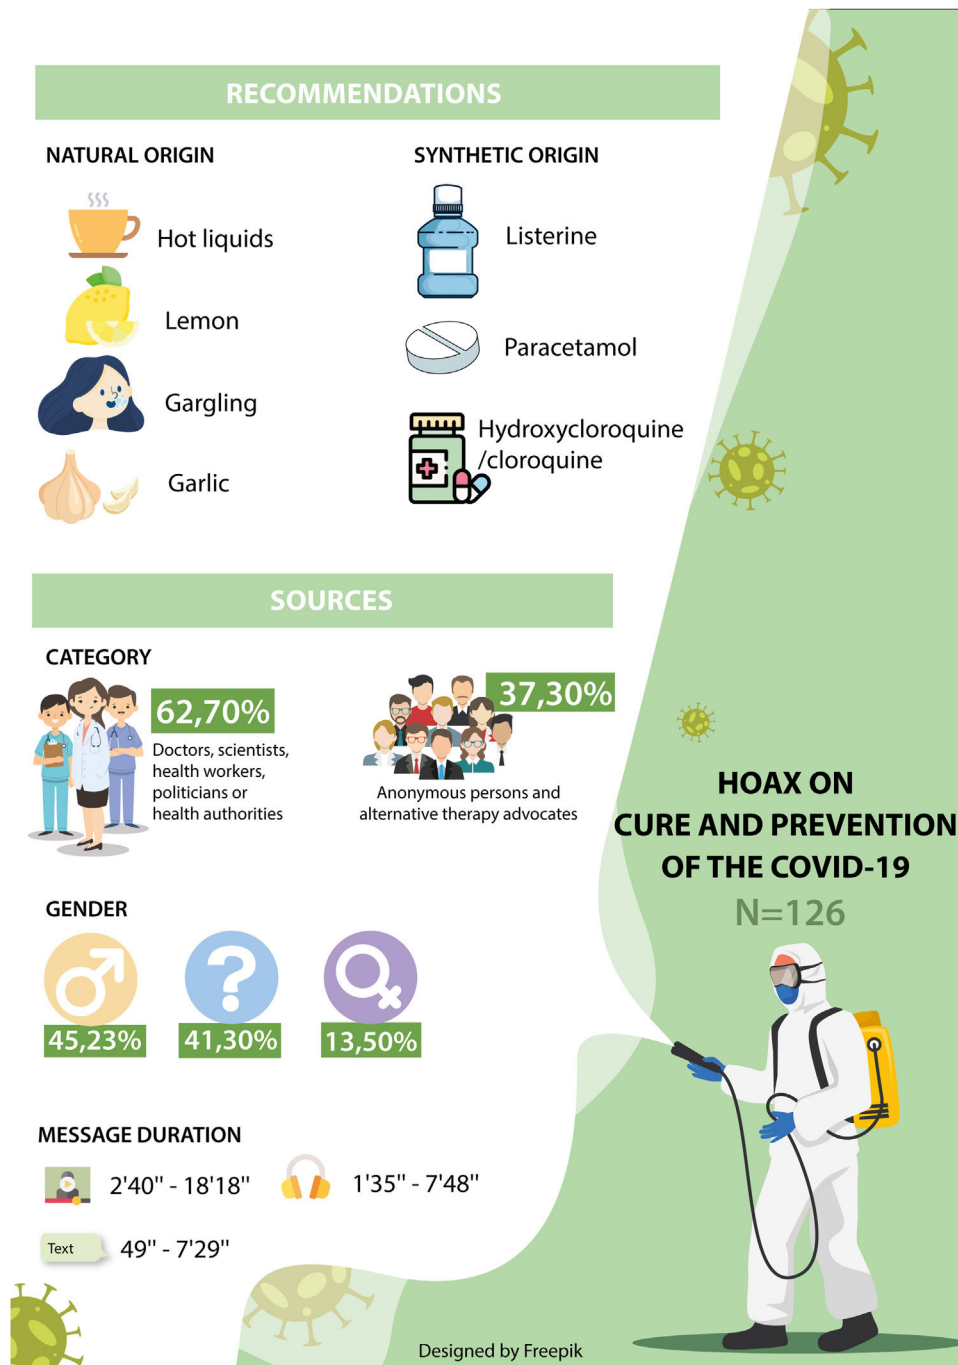 RECOMMENDATIONS
NATURAL ORIGIN
Hot liquids
Lemon
Gargling
Garlic
SYNTHETIC ORIGIN
Listerine
Paracetamol
Hydroxycloroquine
/cloroquine
SOURCES
CATEGORY
62,70%
Doctors, scientists,
health workers,
politicians or
health authorities
37,30%
Anonymous persons and
alternative therapy advocates
GENDER
45,23%
41,30%
13,50%
MESSAGE DURATION
2'40" - 18'18"
1'35" - 7'48"
Text
49" - 7'29"
HOAX ON
CURE AND PREVENTION
OF THE COVID-19
N=126
Designed by Freepik